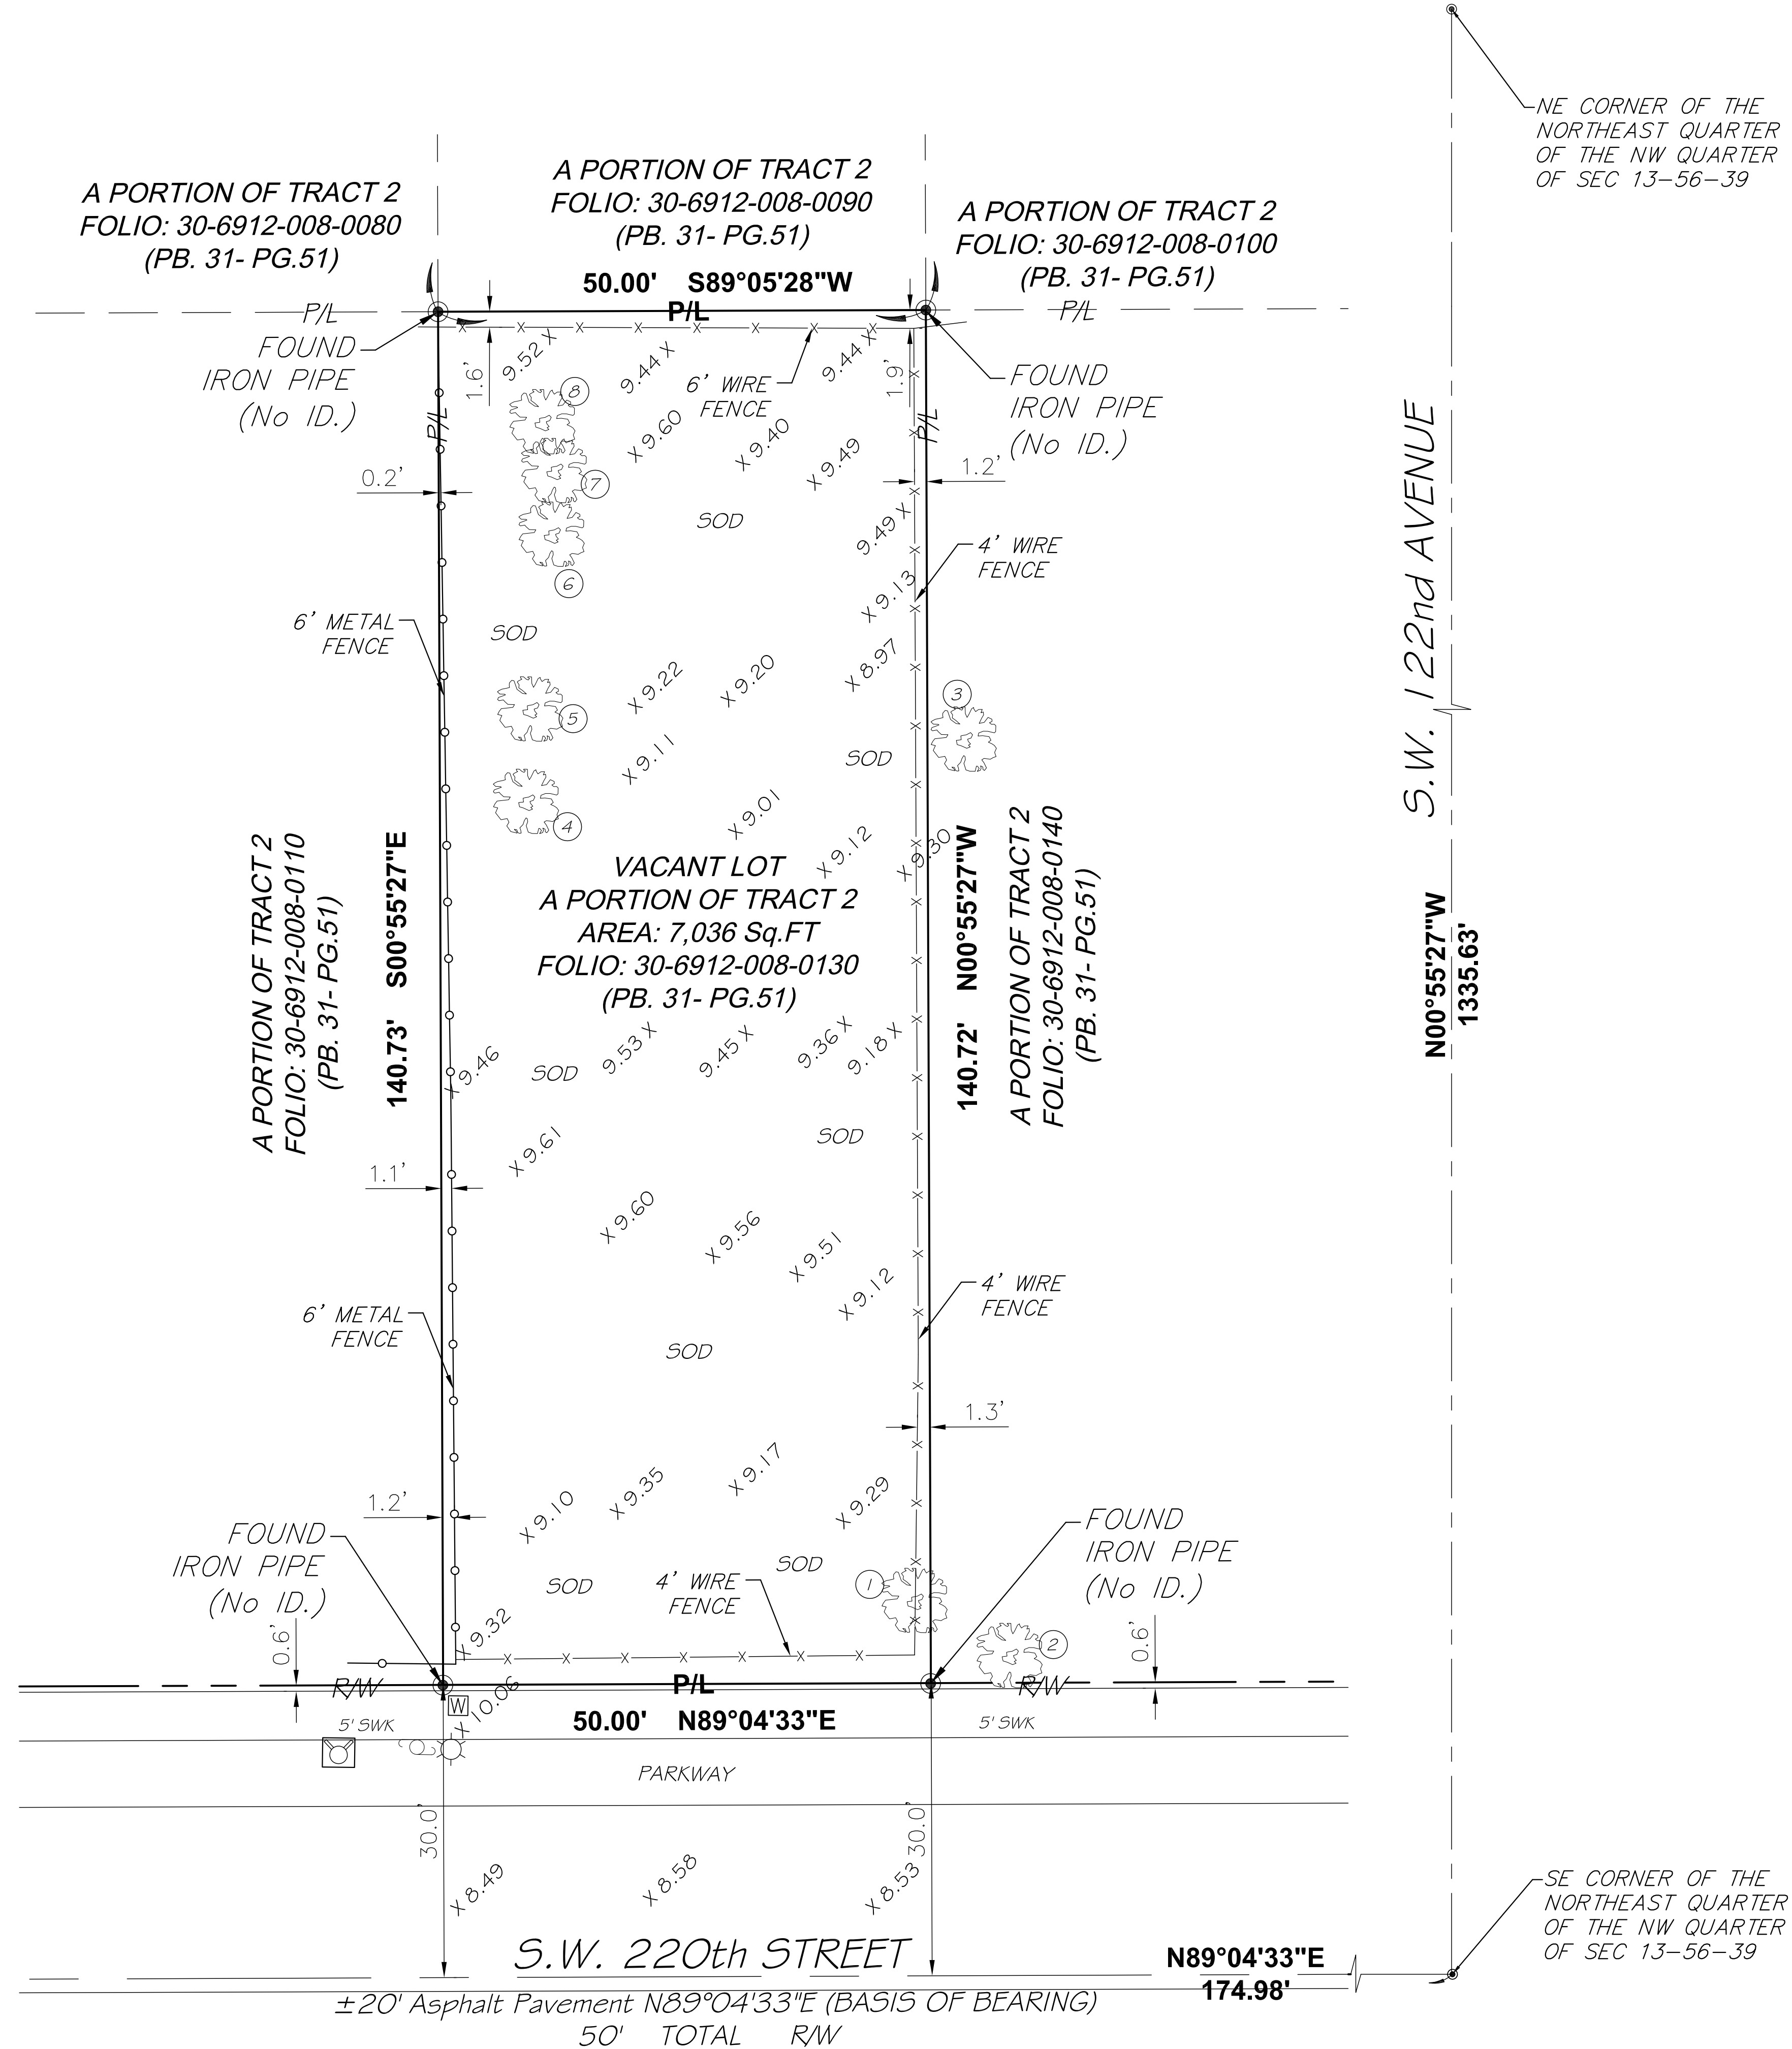 NE CORNER OF THE
NORTHEAST QUARTER
OF THE NW QUARTER
OF SEC 13-56-39
A PORTION OF TRACT 2
FOLIO: 30-6912-008-0080
(PB. 31- PG.51)
A PORTION OF TRACT 2
FOLIO: 30-6912-008-0090
(PB. 31- PG.51)
A PORTION OF TRACT 2
FOLIO: 30-6912-008-0100
(PB. 31- PG.51)
50.00' S89°05'28"W
P/L
P/L
P/L
FOUND
IRON PIPE
(No ID.)
1.6'
9.52 X
9.44 X
9.44 X
1.9'
6' WIRE
FENCE
FOUND
IRON PIPE
(No ID.)
P/L
P/L
8
X 9.60
X 9.40
X 9.49
7
0.2'
1.2'
SOD
9.49 X
4' WIRE
FENCE
6
X 9.13
6' METAL
FENCE
SOD
X 8.97
X 9.22
X 9.20
3
5
X 9.11
SOD
4
X 9.01
X 9.12
X 9.30
S.W. 122nd AVENUE
VACANT LOT
A PORTION OF TRACT 2
AREA: 7,036 Sq.FT
FOLIO: 30-6912-008-0130
(PB. 31- PG.51)
A PORTION OF TRACT 2
FOLIO: 30-6912-008-0110
(PB. 31- PG.51)
140.73' S00°55'27"E
140.72' N00°55'27"W
A PORTION OF TRACT 2
FOLIO: 30-6912-008-0140
(PB. 31- PG.51)
N00°55'27"W
1335.63'
X 9.46
SOD
9.53 X
9.45 X
9.36 X
9.18 X
X 9.61
SOD
1.1'
X 9.60
X 9.56
X 9.51
X 9.12
4' WIRE
FENCE
6' METAL
FENCE
SOD
1.3'
X 9.10
X 9.35
X 9.17
X 9.29
1.2'
FOUND
IRON PIPE
(No ID.)
FOUND
IRON PIPE
(No ID.)
SOD
SOD
4' WIRE
FENCE
1
2
0.6'
X 9.32
0.6'
R/W
P/L
R/W
W
X 10.06
50.00' N89°04'33"E
5' SWK
5' SWK
PARKWAY
30.0'
30.0'
X 8.49
X 8.58
X 8.53
SE CORNER OF THE
NORTHEAST QUARTER
OF THE NW QUARTER
OF SEC 13-56-39
S.W. 220th STREET
N89°04'33"E
174.98'
±20' Asphalt Pavement N89°04'33"E (BASIS OF BEARING)
50' TOTAL R/W